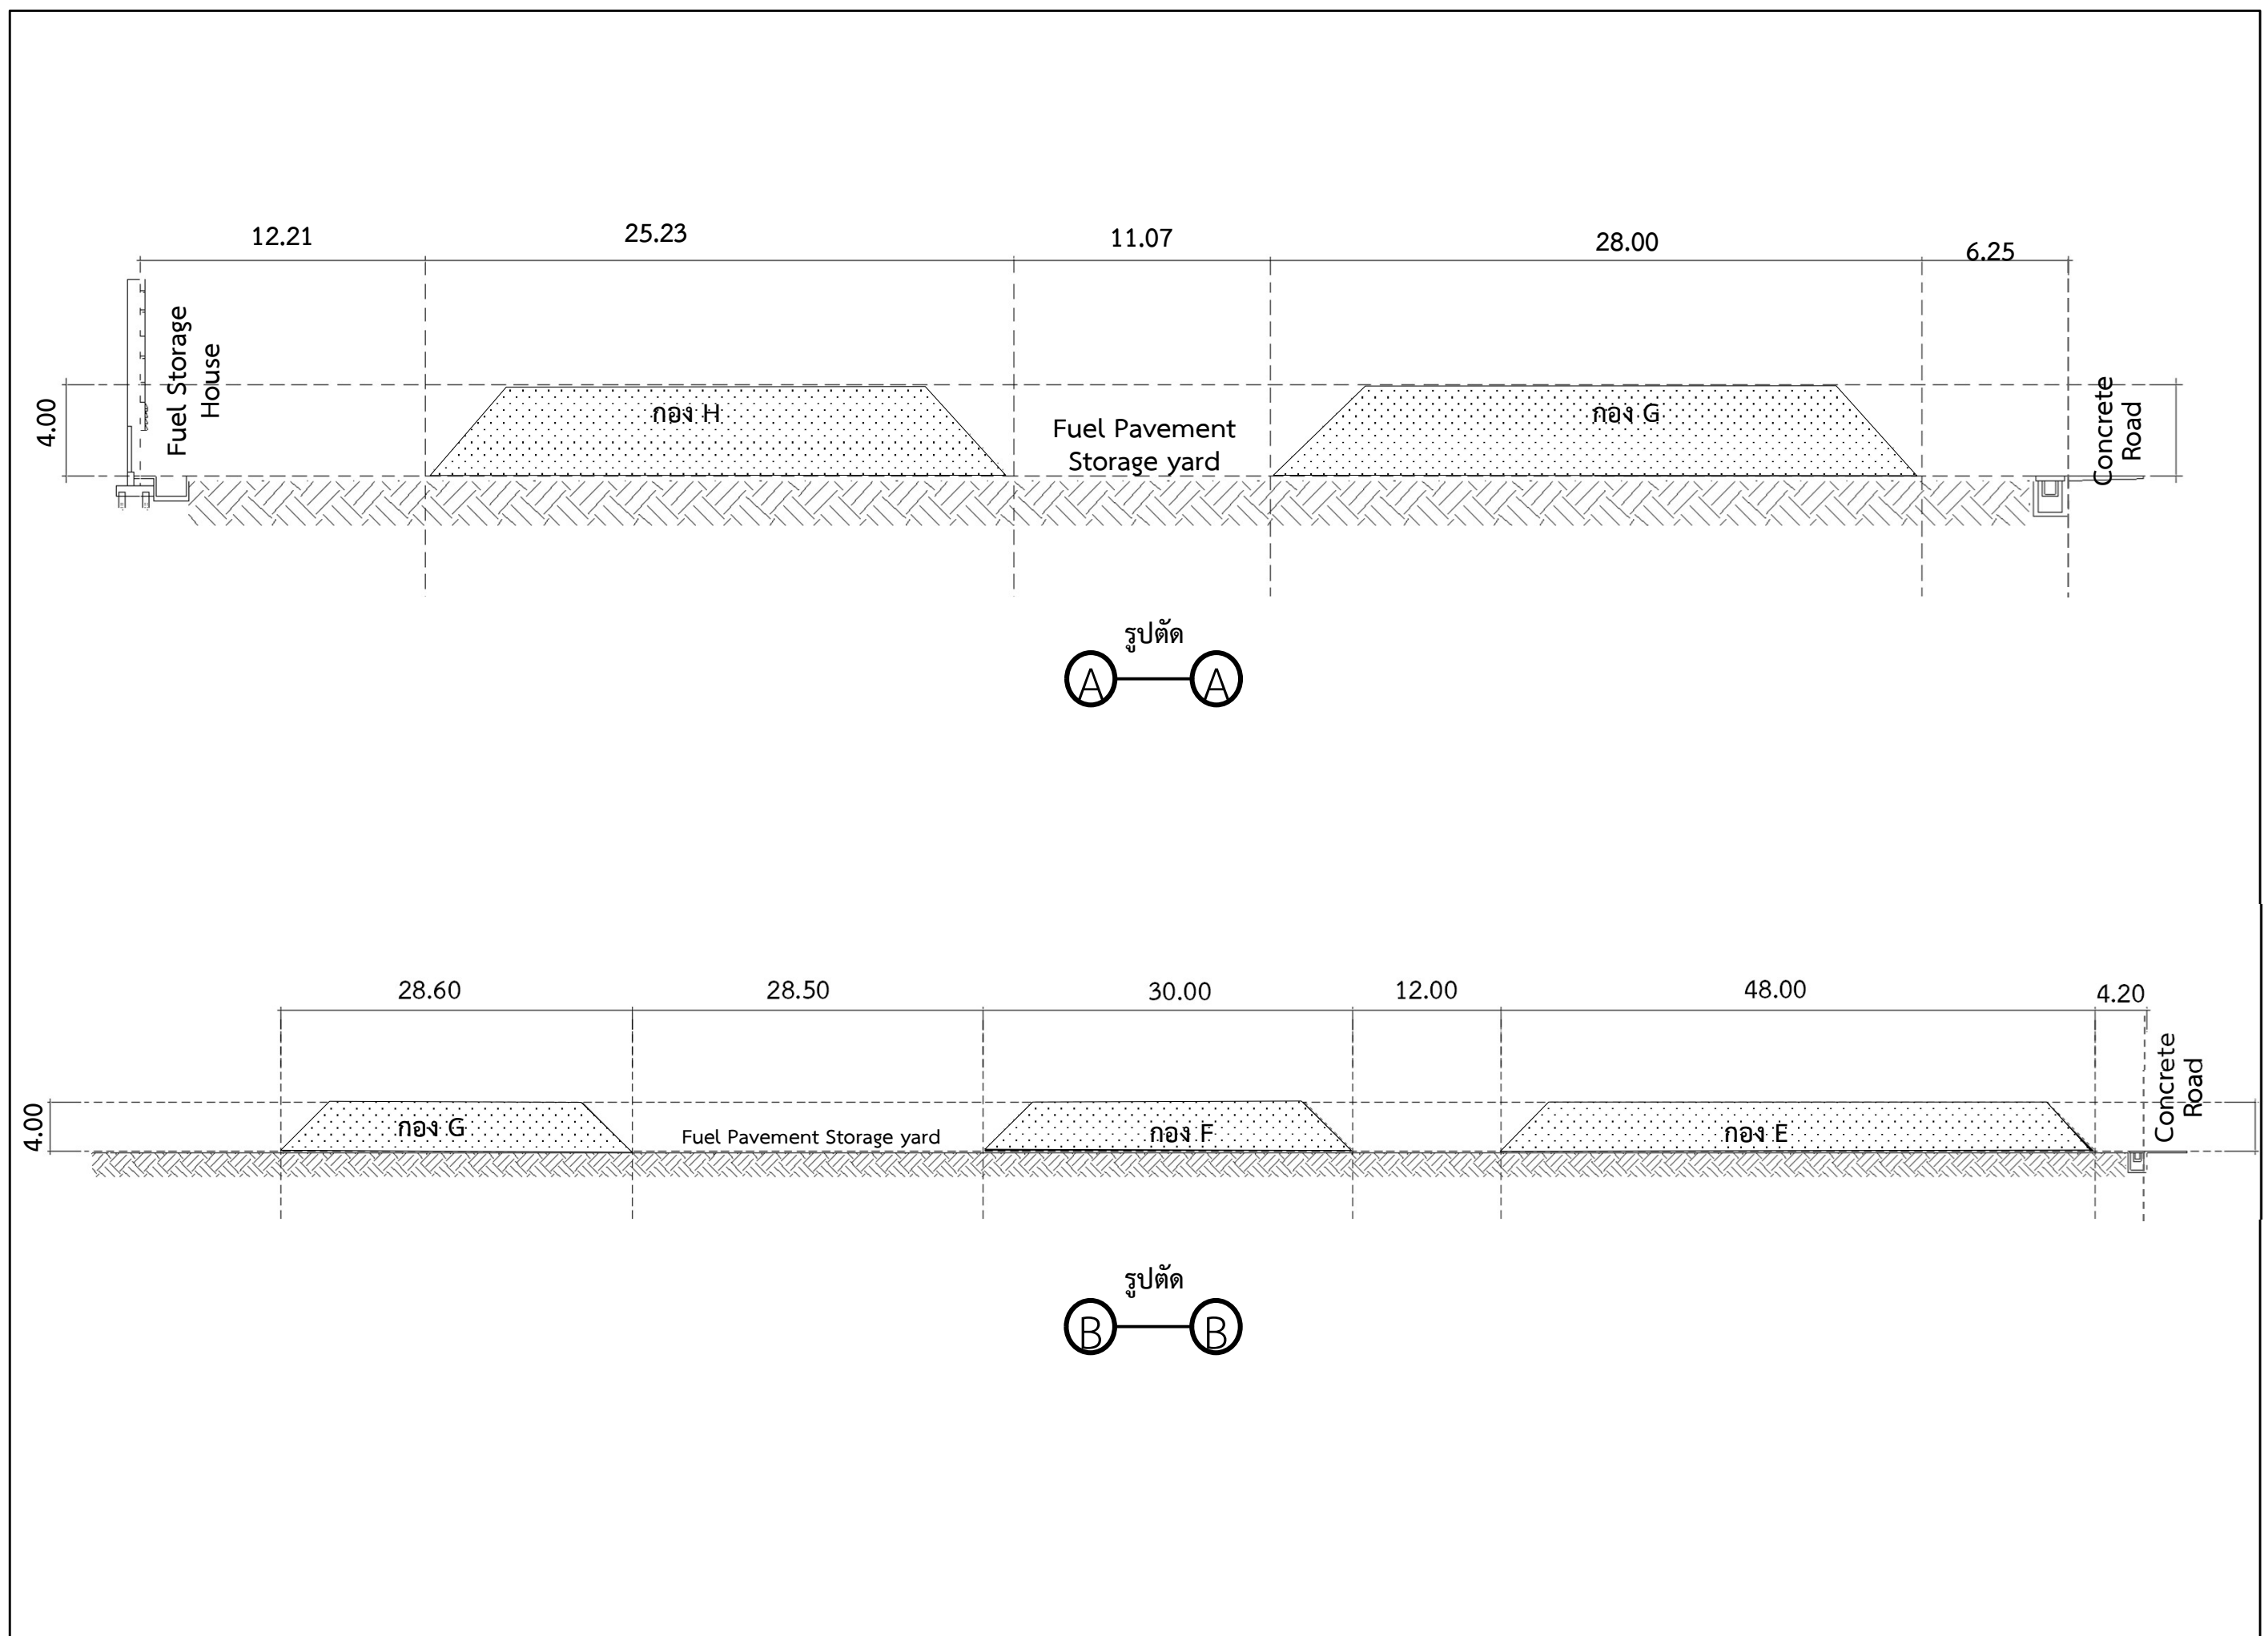 12.21
25.23
11.07
28.00
6.25
Fuel Storage
House
4.00
กอง H
Fuel Pavement
Storage yard
กอง G
Concrete
Road
รูปตัด
A
A
28.60
28.50
30.00
12.00
48.00
4.20
4.00
กอง G
Fuel Pavement Storage yard
กอง F
กอง E
Concrete
Road
รูปตัด
B
B